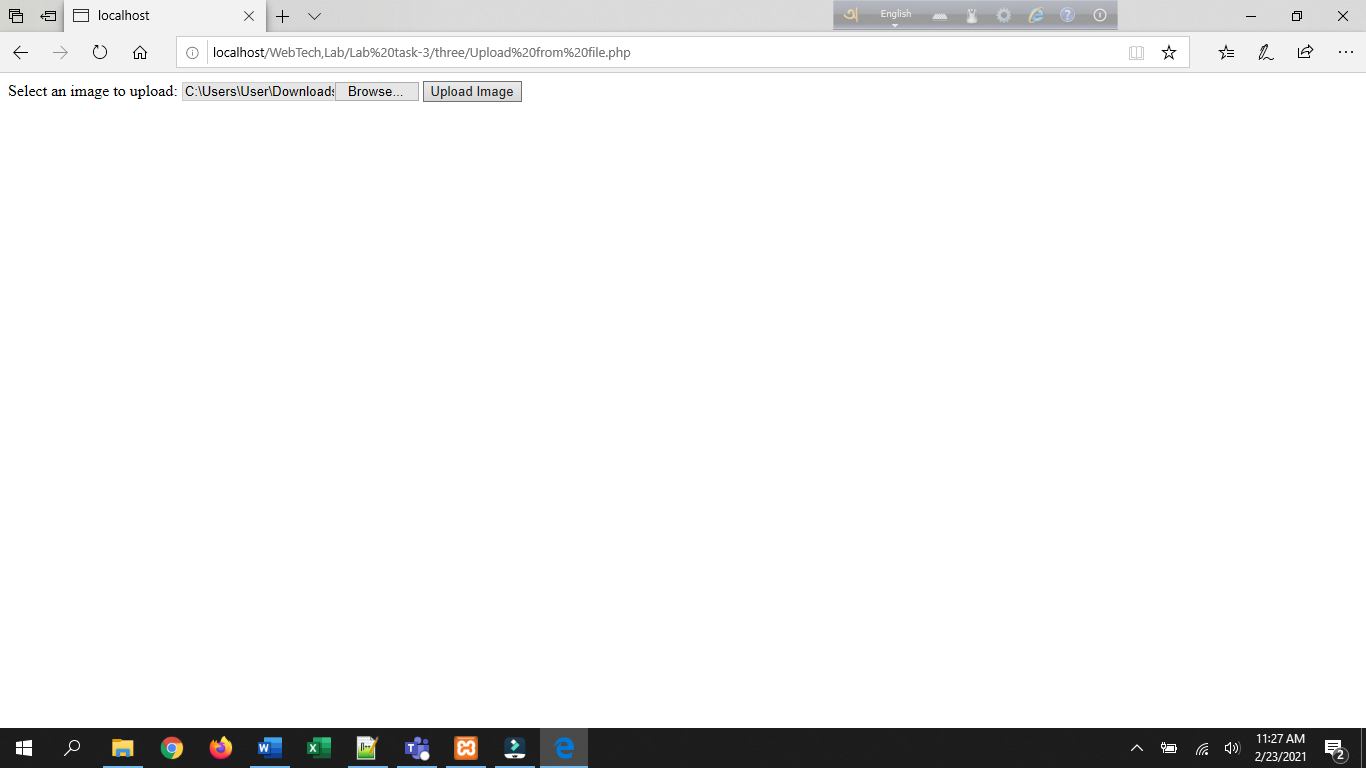 localhost
English
localhost/WebTech,Lab/Lab%20task-3/three/Upload%20from%20file.php
Select an image to upload: C:\Users\User\Downloads Browse... Upload Image
11:27 AM
2/23/2021
2